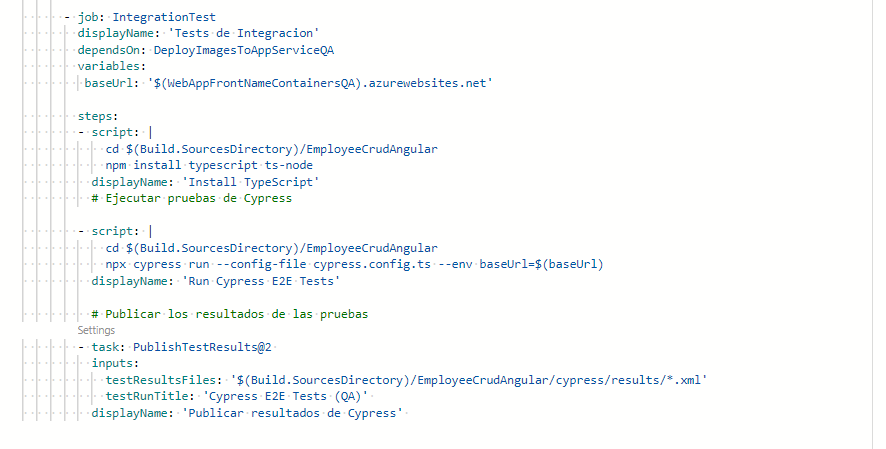 - job: IntegrationTest
displayName: 'Tests de Integracion'
dependsOn: DeployImagesToAppServiceQA
variables:
baseUrl: '$(WebAppFrontNameContainersQA).azurewebsites.net'
steps:
- script: |
cd $(Build.SourcesDirectory)/EmployeeCrudAngular
npm install typescript ts-node
displayName: 'Install TypeScript'
# Ejecutar pruebas de Cypress
- script: |
cd $(Build.SourcesDirectory)/EmployeeCrudAngular
npx cypress run --config-file cypress.config.ts --env baseUrl=$(baseUrl)
displayName: 'Run Cypress E2E Tests'
# Publicar los resultados de las pruebas
Settings
- task: PublishTestResults@2
inputs:
testResultsFiles: '$(Build.SourcesDirectory)/EmployeeCrudAngular/cypress/results/*.xml'
testRunTitle: 'Cypress E2E Tests (QA)'
displayName: 'Publicar resultados de Cypress'